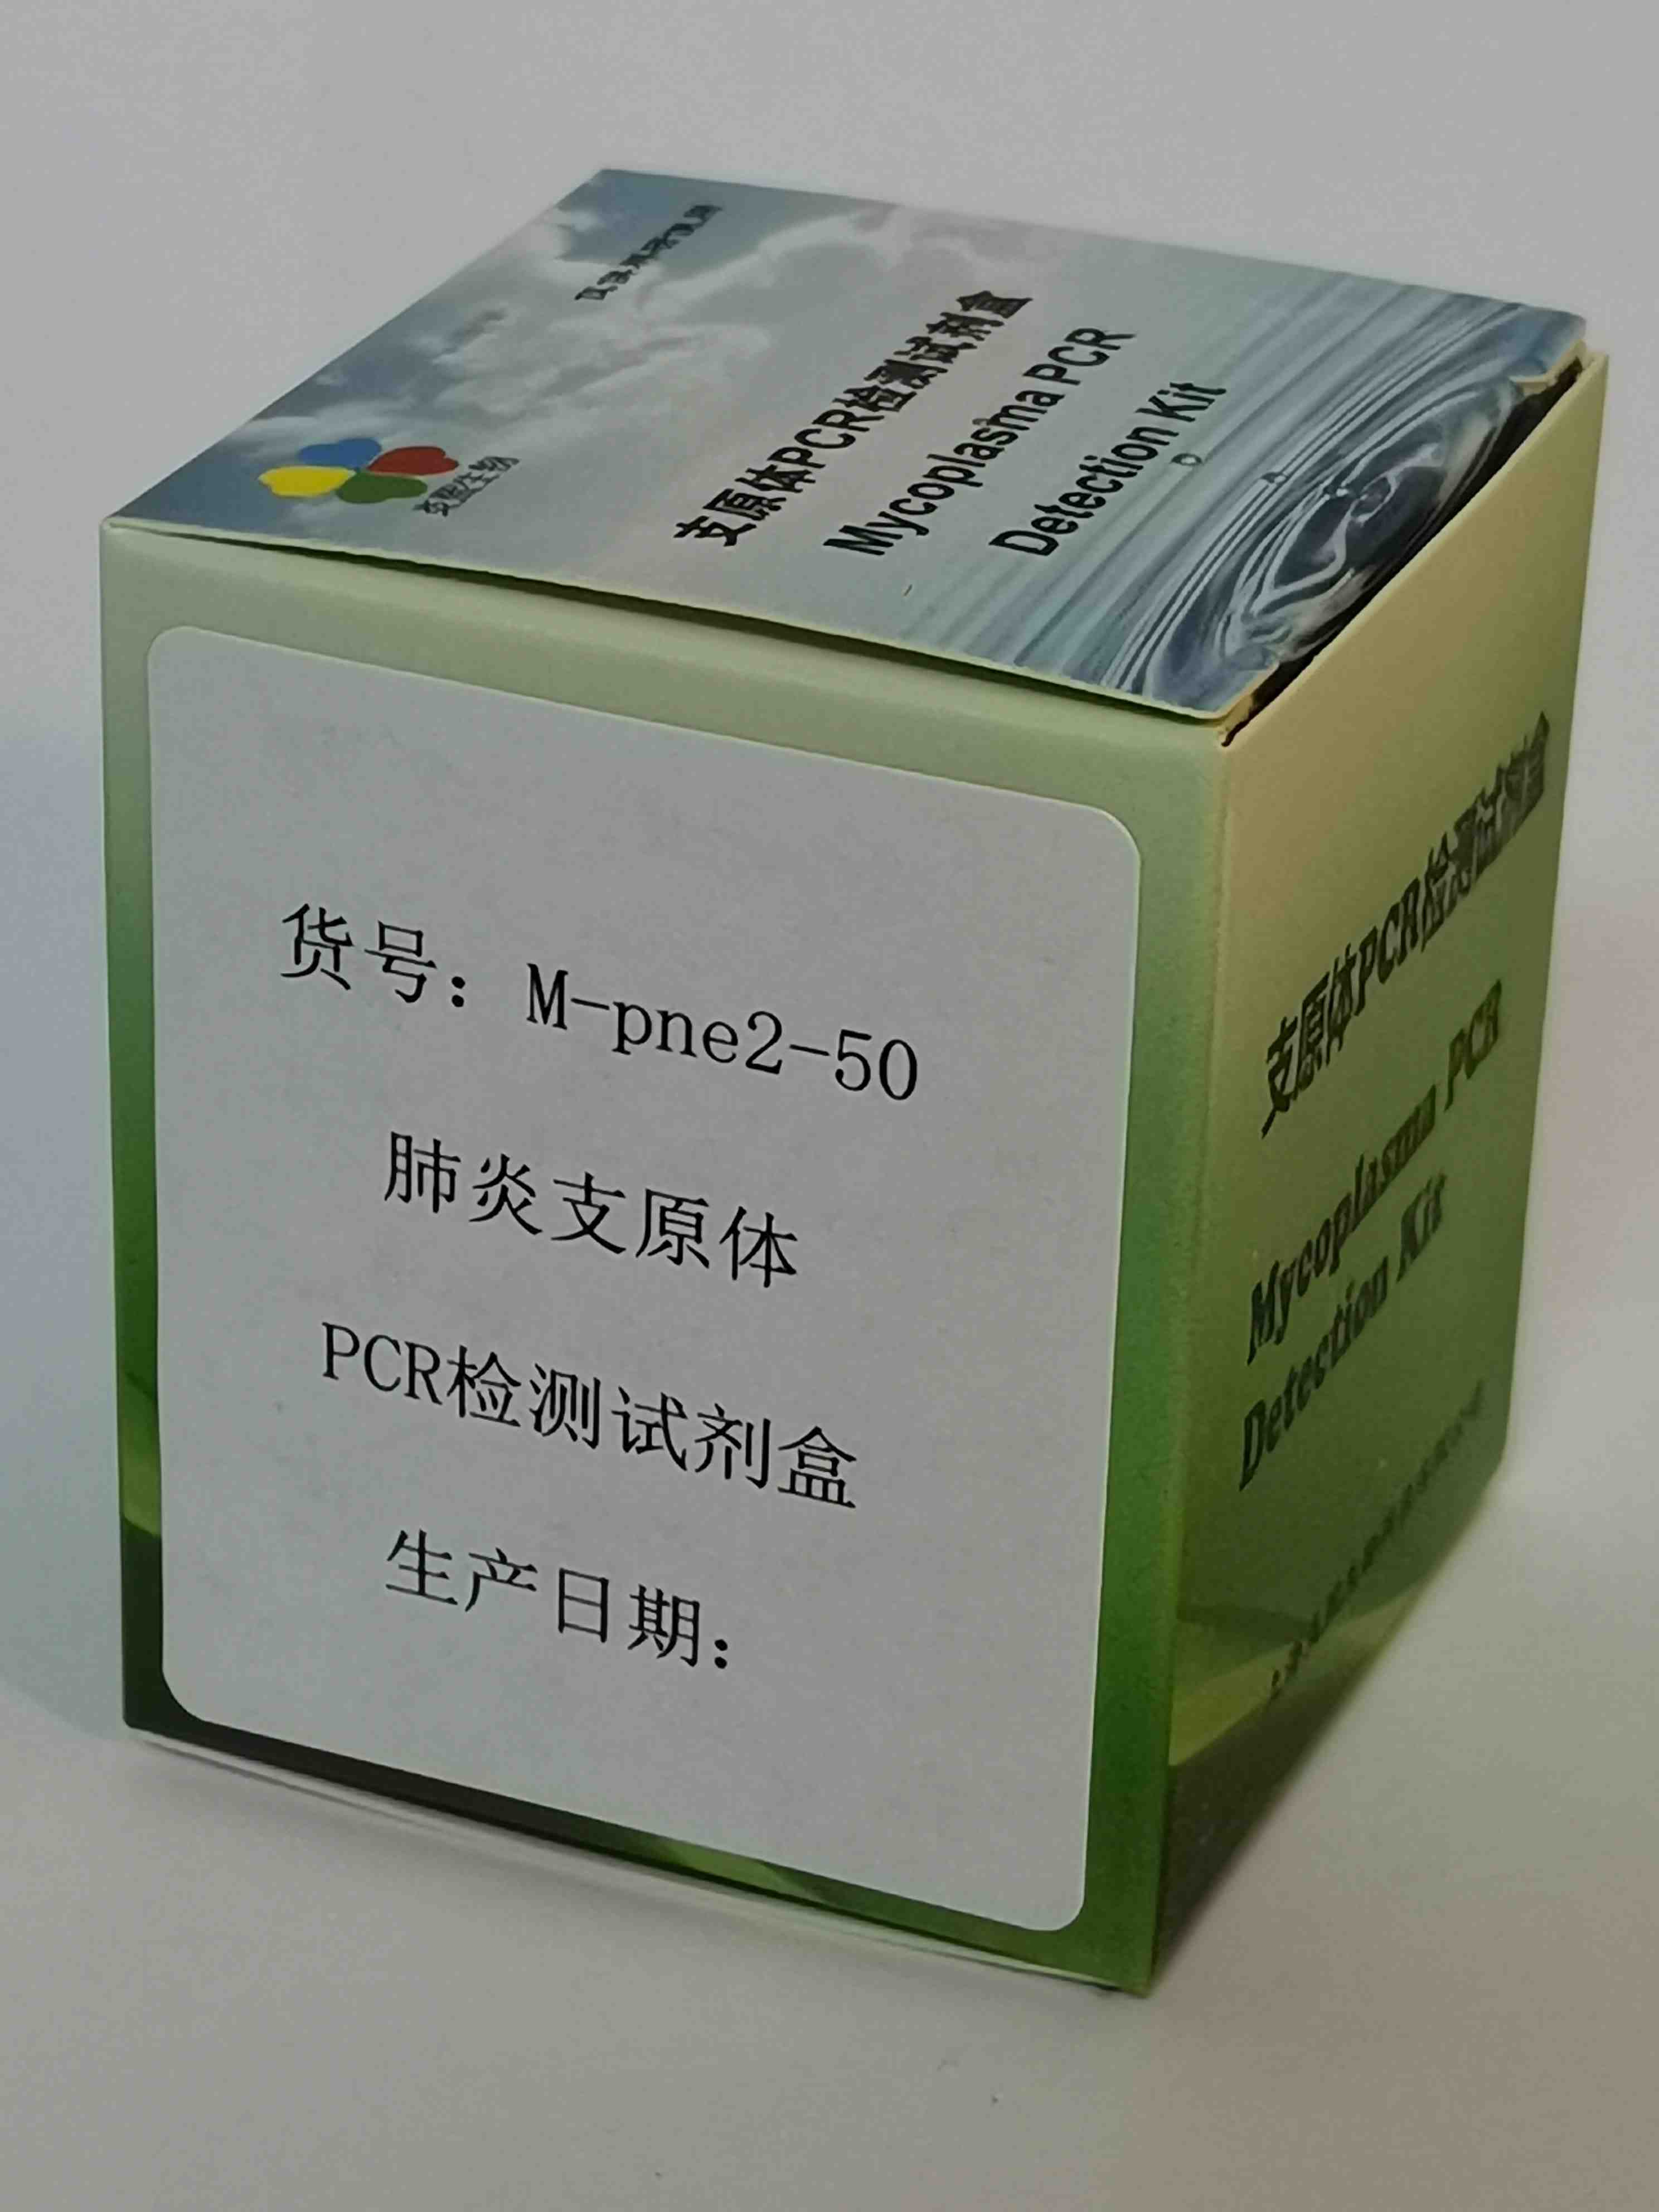 支原体PCR检测试剂盒
Mycoplasma PCR
Detection Kit
货号：M-pne2-50
肺炎支原体
PCR检测试剂盒
生产日期：
支原体PCR检测试剂盒
Mycoplasma PCR
Detection Kit